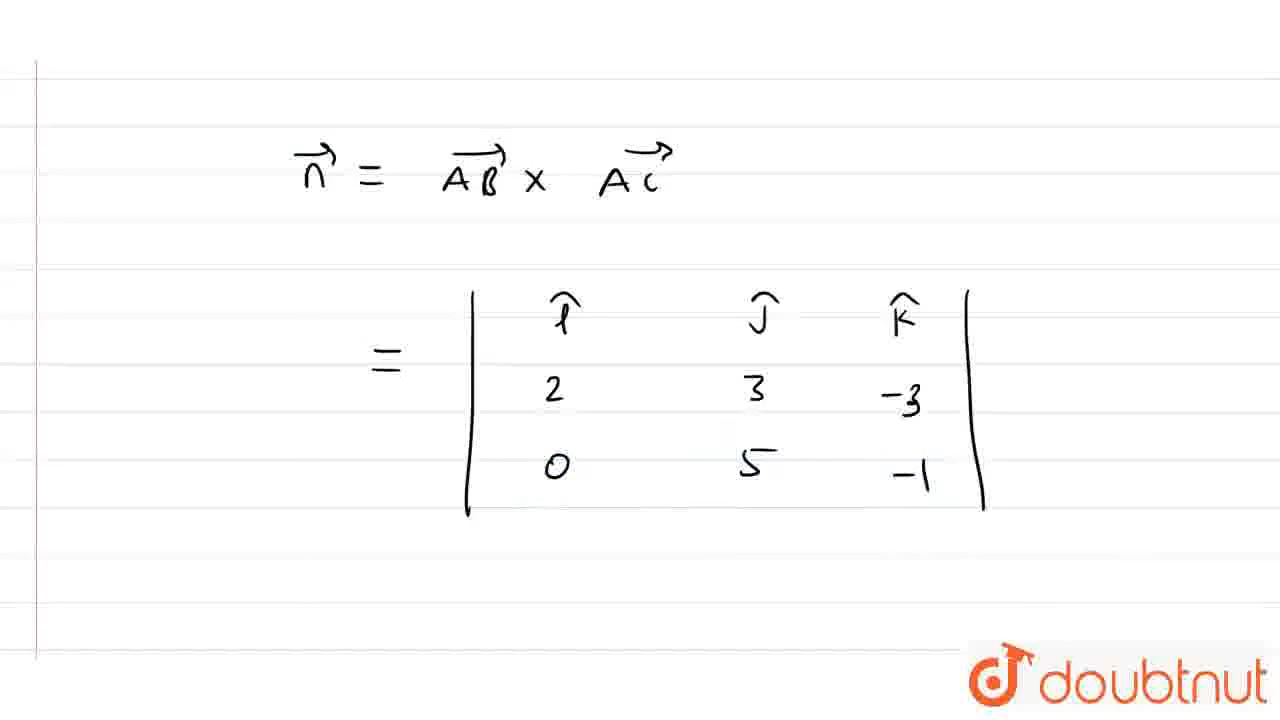 n⃗ = AB⃗ × AC⃗
= | î ĵ k̂ |
2 3 -3
0 5 -1
doubtnut